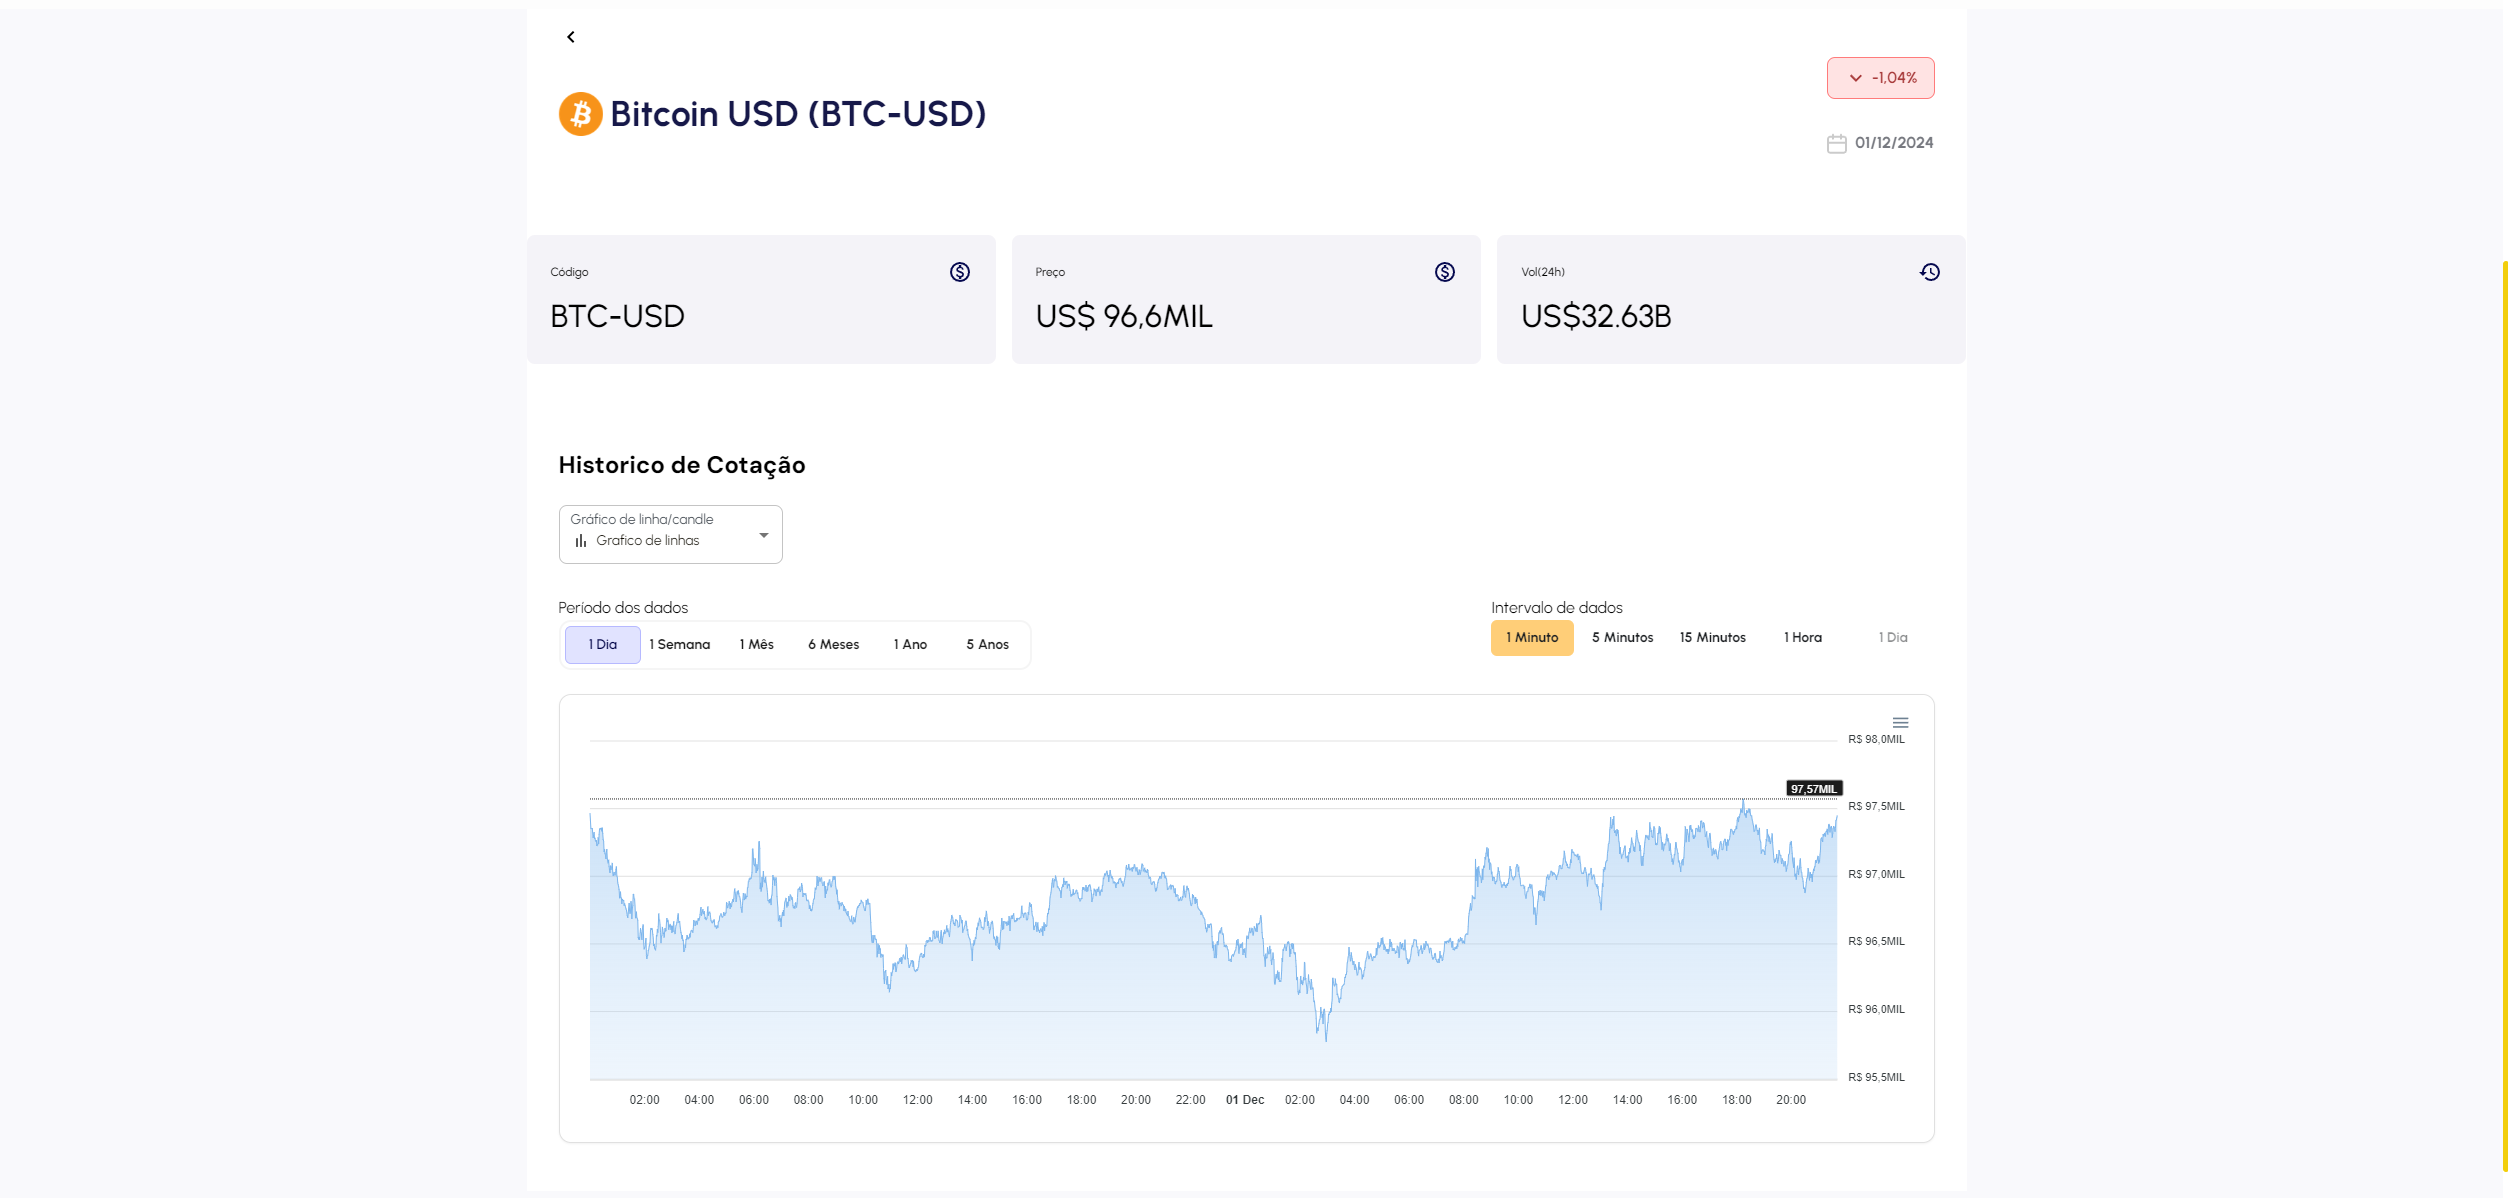 -1,04%
Bitcoin USD (BTC-USD)
01/12/2024
Código
BTC-USD
Preço
US$ 96,6MIL
Vol(24h)
US$32.63B
Historico de Cotação
Gráfico de linha/candle
Grafico de linhas
Período dos dados
1 Dia 1 Semana 1 Mês 6 Meses 1 Ano 5 Anos
Intervalo de dados
1 Minuto 5 Minutos 15 Minutos 1 Hora 1 Dia
R$ 98,0MIL
97,57MIL
R$ 97,5MIL
R$ 97,0MIL
R$ 96,5MIL
R$ 96,0MIL
R$ 95,5MIL
02:00 04:00 06:00 08:00 10:00 12:00 14:00 16:00 18:00 20:00 22:00 01 Dec 02:00 04:00 06:00 08:00 10:00 12:00 14:00 16:00 18:00 20:00